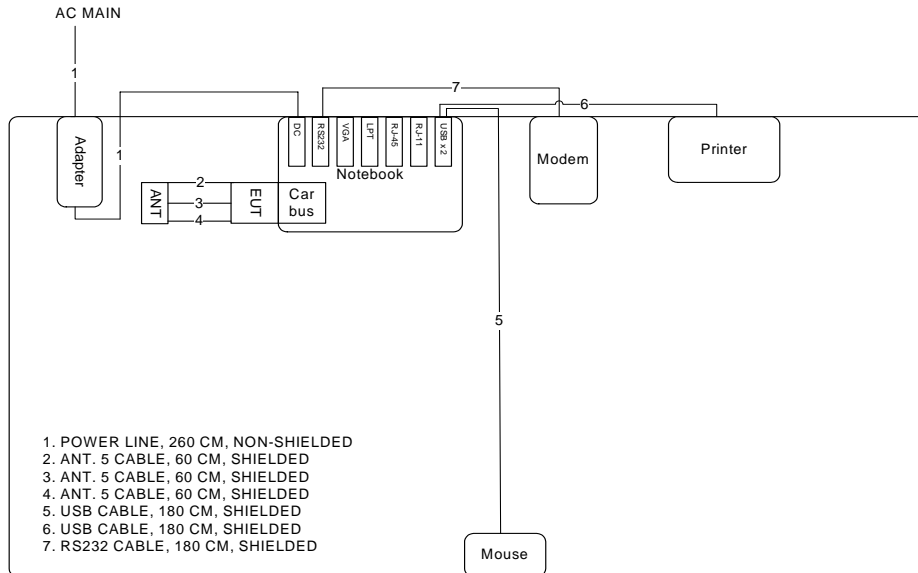 AC MAIN
1
7
6
Adapter
1
DC
RS232
VGA
LPT
RJ-45
RJ-11
USB x 2
Notebook
Modem
Printer
ANT
2
3
4
EUT
Car
bus
5
1. POWER LINE, 260 CM, NON-SHIELDED
2. ANT. 5 CABLE, 60 CM, SHIELDED
3. ANT. 5 CABLE, 60 CM, SHIELDED
4. ANT. 5 CABLE, 60 CM, SHIELDED
5. USB CABLE, 180 CM, SHIELDED
6. USB CABLE, 180 CM, SHIELDED
7. RS232 CABLE, 180 CM, SHIELDED
Mouse